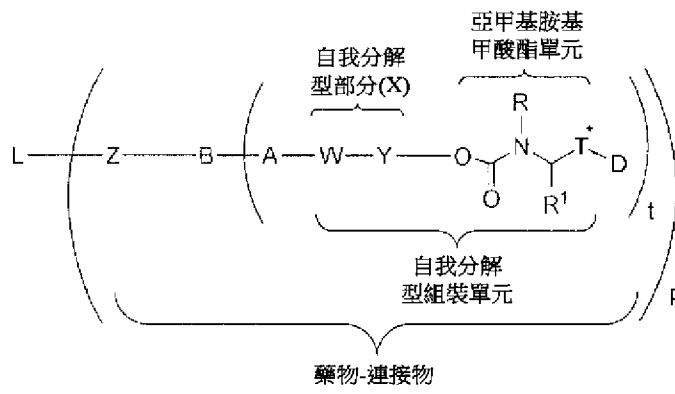 亞甲基胺基
甲酸酯單元
自我分解
型部分(X)
R
L Z B A W Y O N T* D
O R¹
t
自我分解
型組裝單元
p
藥物-連接物